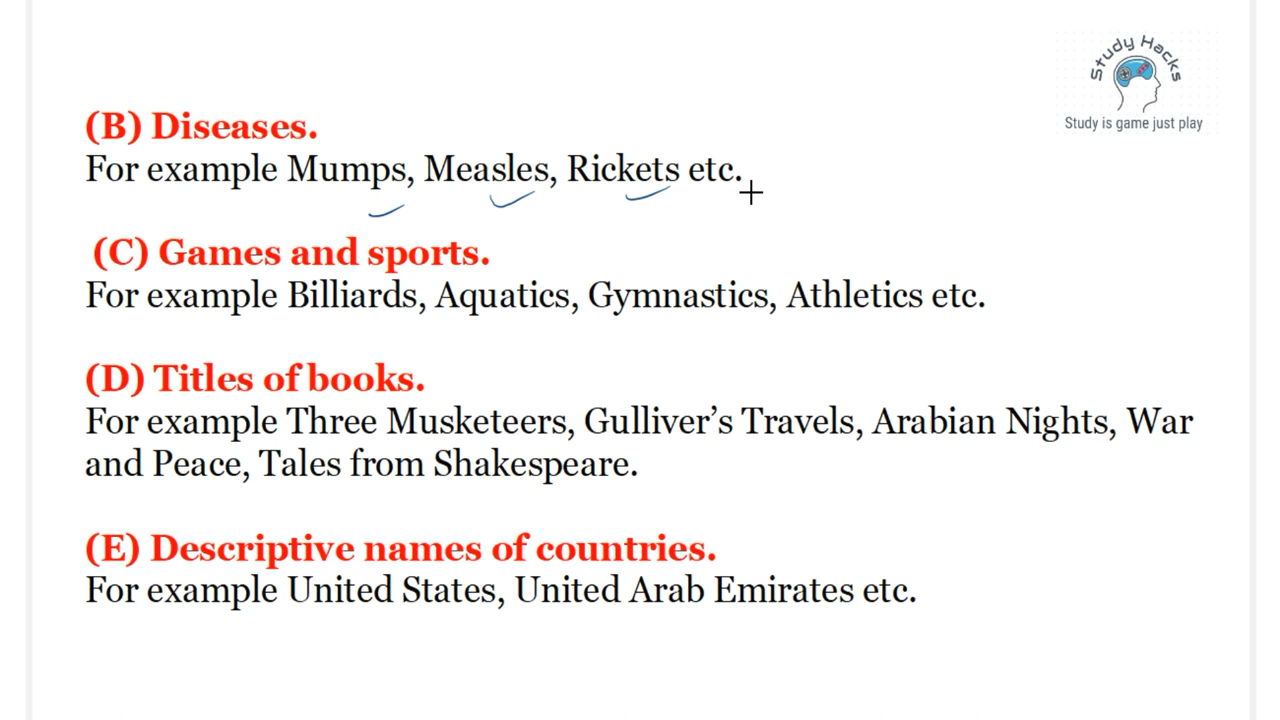 Study Hacks
Study is game just play
(B) Diseases.
For example Mumps, Measles, Rickets etc.
(C) Games and sports.
For example Billiards, Aquatics, Gymnastics, Athletics etc.
(D) Titles of books.
For example Three Musketeers, Gulliver’s Travels, Arabian Nights, War
and Peace, Tales from Shakespeare.
(E) Descriptive names of countries.
For example United States, United Arab Emirates etc.